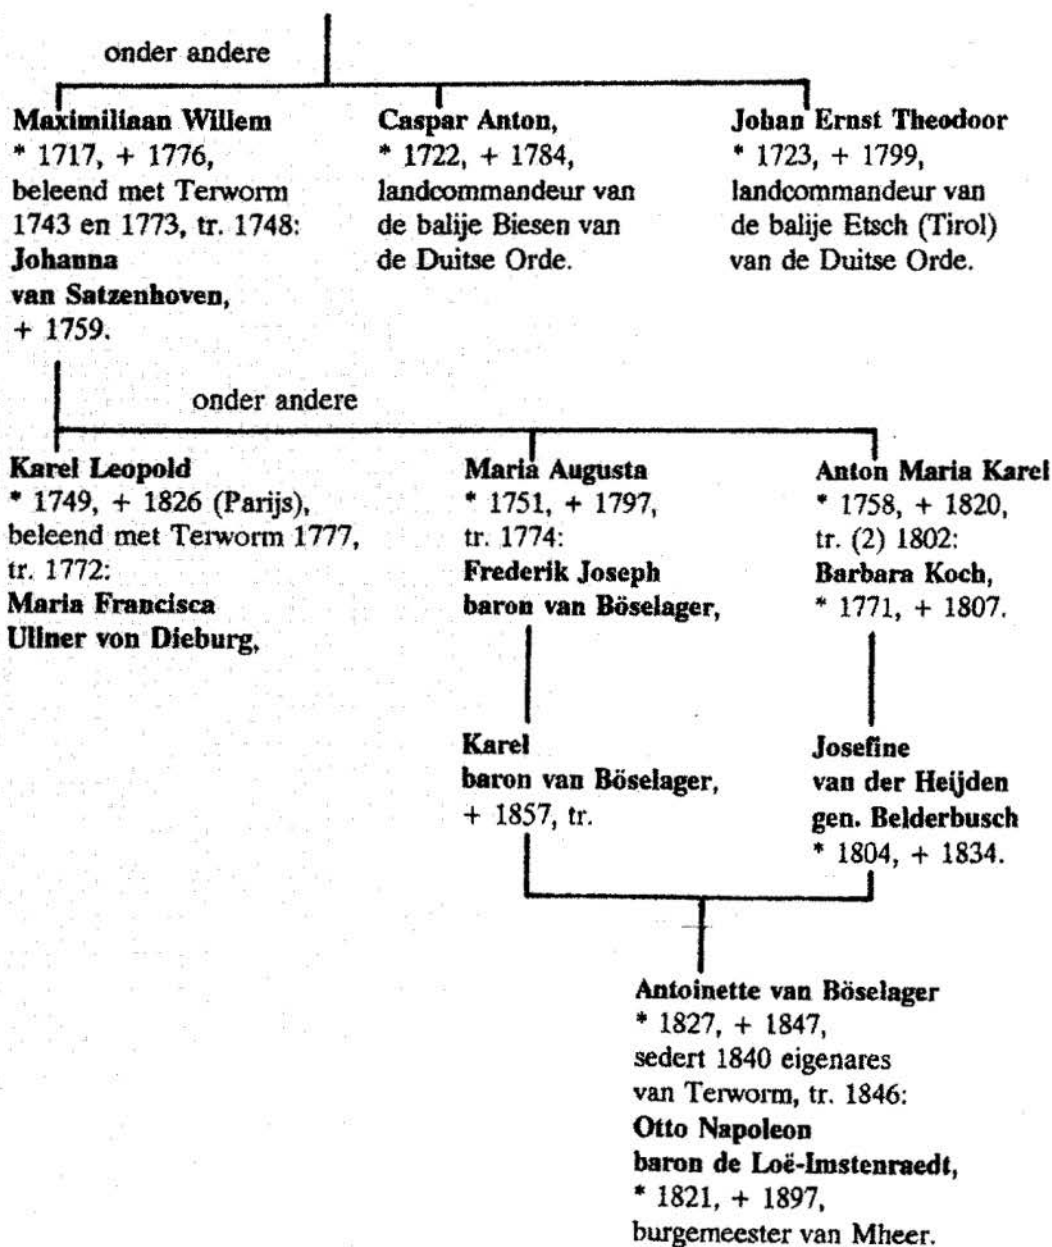 onder andere
Maximiliaan Willem
* 1717, + 1776,
beleend met Terworm
1743 en 1773, tr. 1748:
Johanna
van Satzenhoven,
+ 1759.
Caspar Anton,
* 1722, + 1784,
landcommandeur van
de balije Biesen van
de Duitse Orde.
Johan Ernst Theodoor
* 1723, + 1799,
landcommandeur van
de balije Etsch (Tirol)
van de Duitse Orde.
onder andere
Karel Leopold
* 1749, + 1826 (Parijs),
beleend met Terworm 1777,
tr. 1772:
Maria Francisca
Ullner von Dieburg,
Maria Augusta
* 1751, + 1797,
tr. 1774:
Frederik Joseph
baron van Böselager,
Anton Maria Karel
* 1758, + 1820,
tr. (2) 1802:
Barbara Koch,
* 1771, + 1807.
Karel
baron van Böselager,
+ 1857, tr.
Josefine
van der Heijden
gen. Belderbusch
* 1804, + 1834.
Antoinette van Böselager
* 1827, + 1847,
sedert 1840 eigenares
van Terworm, tr. 1846:
Otto Napoleon
baron de Loë-Imstenraedt,
* 1821, + 1897,
burgemeester van Mheer.